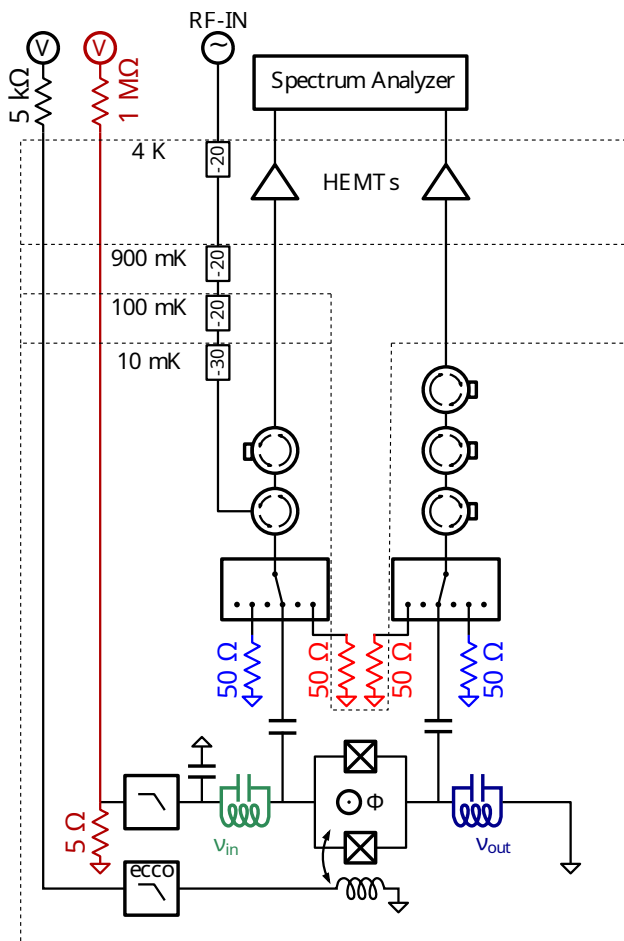 RF-IN
V
V
~
5 kΩ
1 MΩ
Spectrum Analyzer
4 K
-20
HEMTs
900 mK
-20
100 mK
-20
10 mK
-30
50 Ω
50 Ω
50 Ω
50 Ω
Φ
5 Ω
νin
νout
ecco